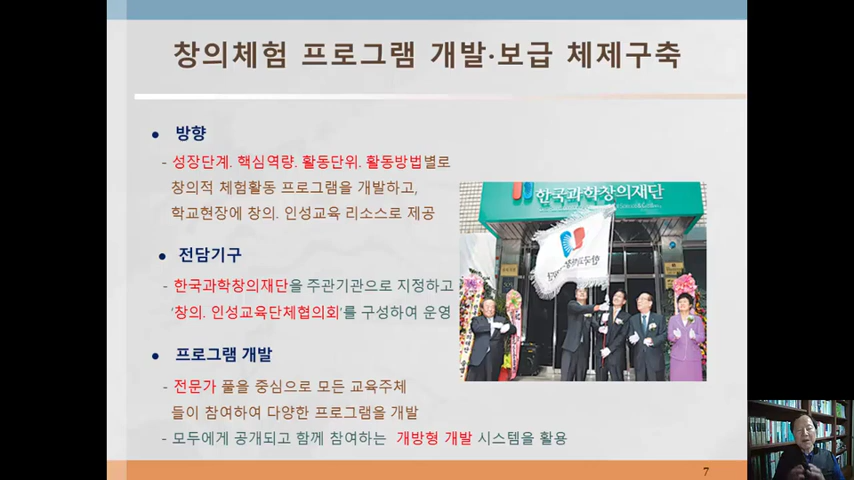 창의체험 프로그램 개발·보급 체제구축
● 방향
- 성장단계. 핵심역량. 활동단위. 활동방법별로
창의적 체험활동 프로그램을 개발하고,
학교현장에 창의. 인성교육 리소스로 제공
● 전담기구
- 한국과학창의재단을 주관기관으로 지정하고
'창의. 인성교육단체협의회'를 구성하여 운영
● 프로그램 개발
- 전문가 풀을 중심으로 모든 교육주체
들이 참여하여 다양한 프로그램을 개발
- 모두에게 공개되고 함께 참여하는 개방형 개발 시스템을 활용
한국과학창의재단
7